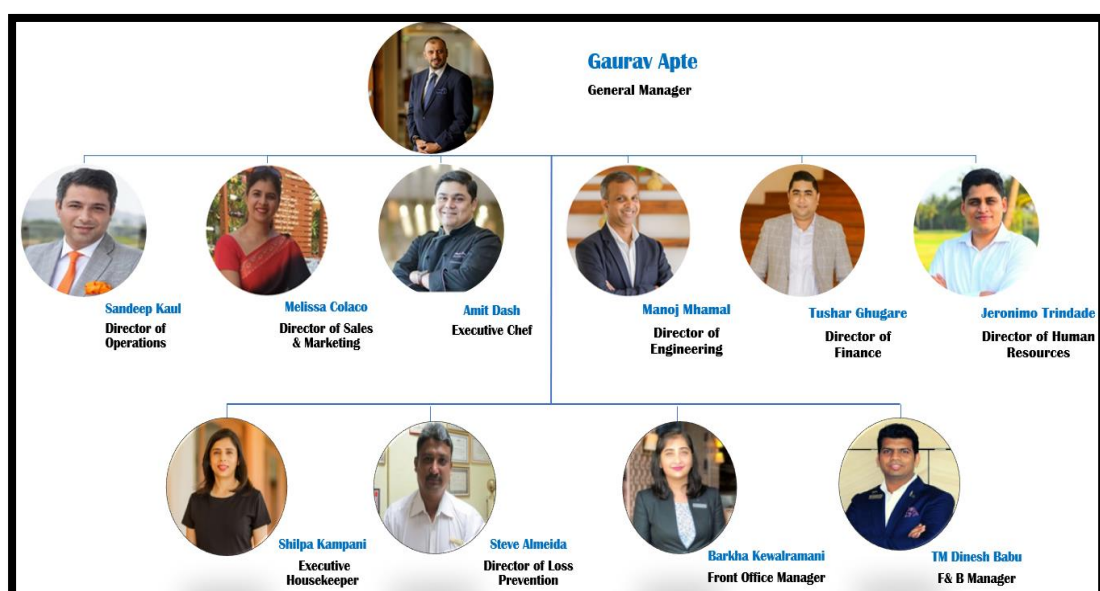 Gaurav Apte
General Manager
Sandeep Kaul
Director of
Operations
Melissa Colaco
Director of Sales
& Marketing
Amit Dash
Executive Chef
Manoj Mhamal
Director of
Engineering
Tushar Ghugare
Director of
Finance
Jeronimo Trindade
Director of Human
Resources
Shilpa Kampani
Executive
Housekeeper
Steve Almeida
Director of Loss
Prevention
Barkha Kewalramani
Front Office Manager
TM Dinesh Babu
F& B Manager